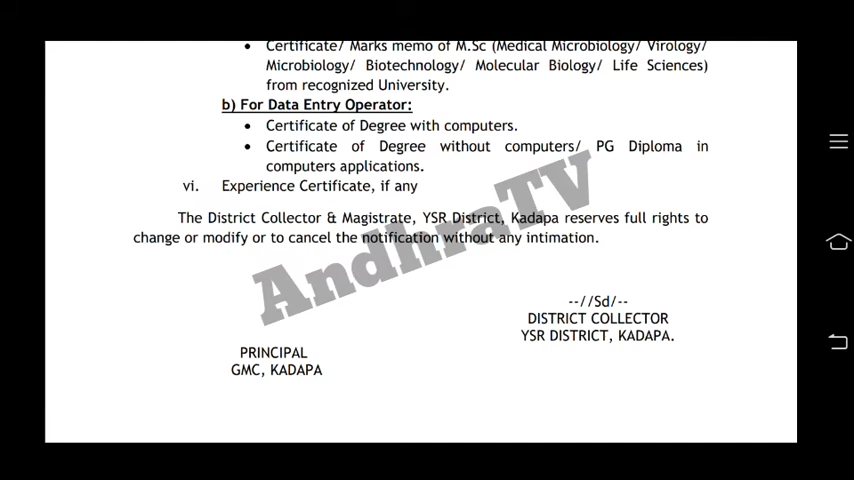 • Certificate/ Marks memo of M.Sc (Medical Microbiology/ Virology/
Microbiology/ Biotechnology/ Molecular Biology/ Life Sciences)
from recognized University.
b) For Data Entry Operator:
• Certificate of Degree with computers.
• Certificate of Degree without computers/ PG Diploma in
computers applications.
vi. Experience Certificate, if any
The District Collector & Magistrate, YSR District, Kadapa reserves full rights to
change or modify or to cancel the notification without any intimation.
AndhraTV
--//Sd/--
DISTRICT COLLECTOR
YSR DISTRICT, KADAPA.
PRINCIPAL
GMC, KADAPA